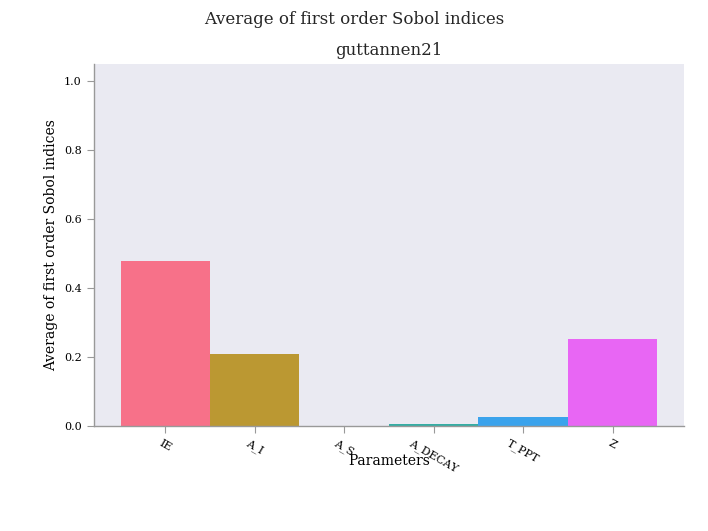 Average of first order Sobol indices
guttannen21
Average of first order Sobol indices
1.0
0.8
0.6
0.4
0.2
0.0
IE
A_I
A_S
A_DECAY
T_PPT
Z
Parameters